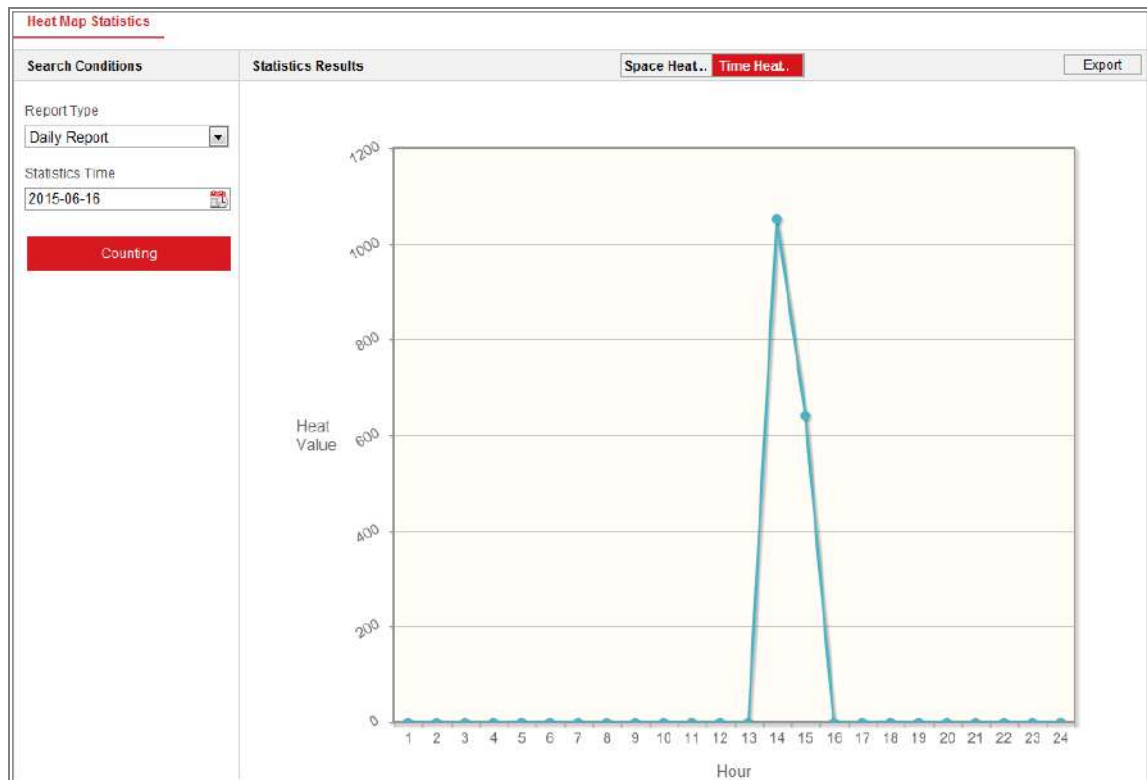 Heat Map Statistics
Search Conditions
Statistics Results
Space Heat..
Time Heat..
Export
Report Type
Daily Report
Statistics Time
2015-06-16
Counting
1200
1000
800
600
400
200
0
Heat
Value
1 2 3 4 5 6 7 8 9 10 11 12 13 14 15 16 17 18 19 20 21 22 23 24
Hour